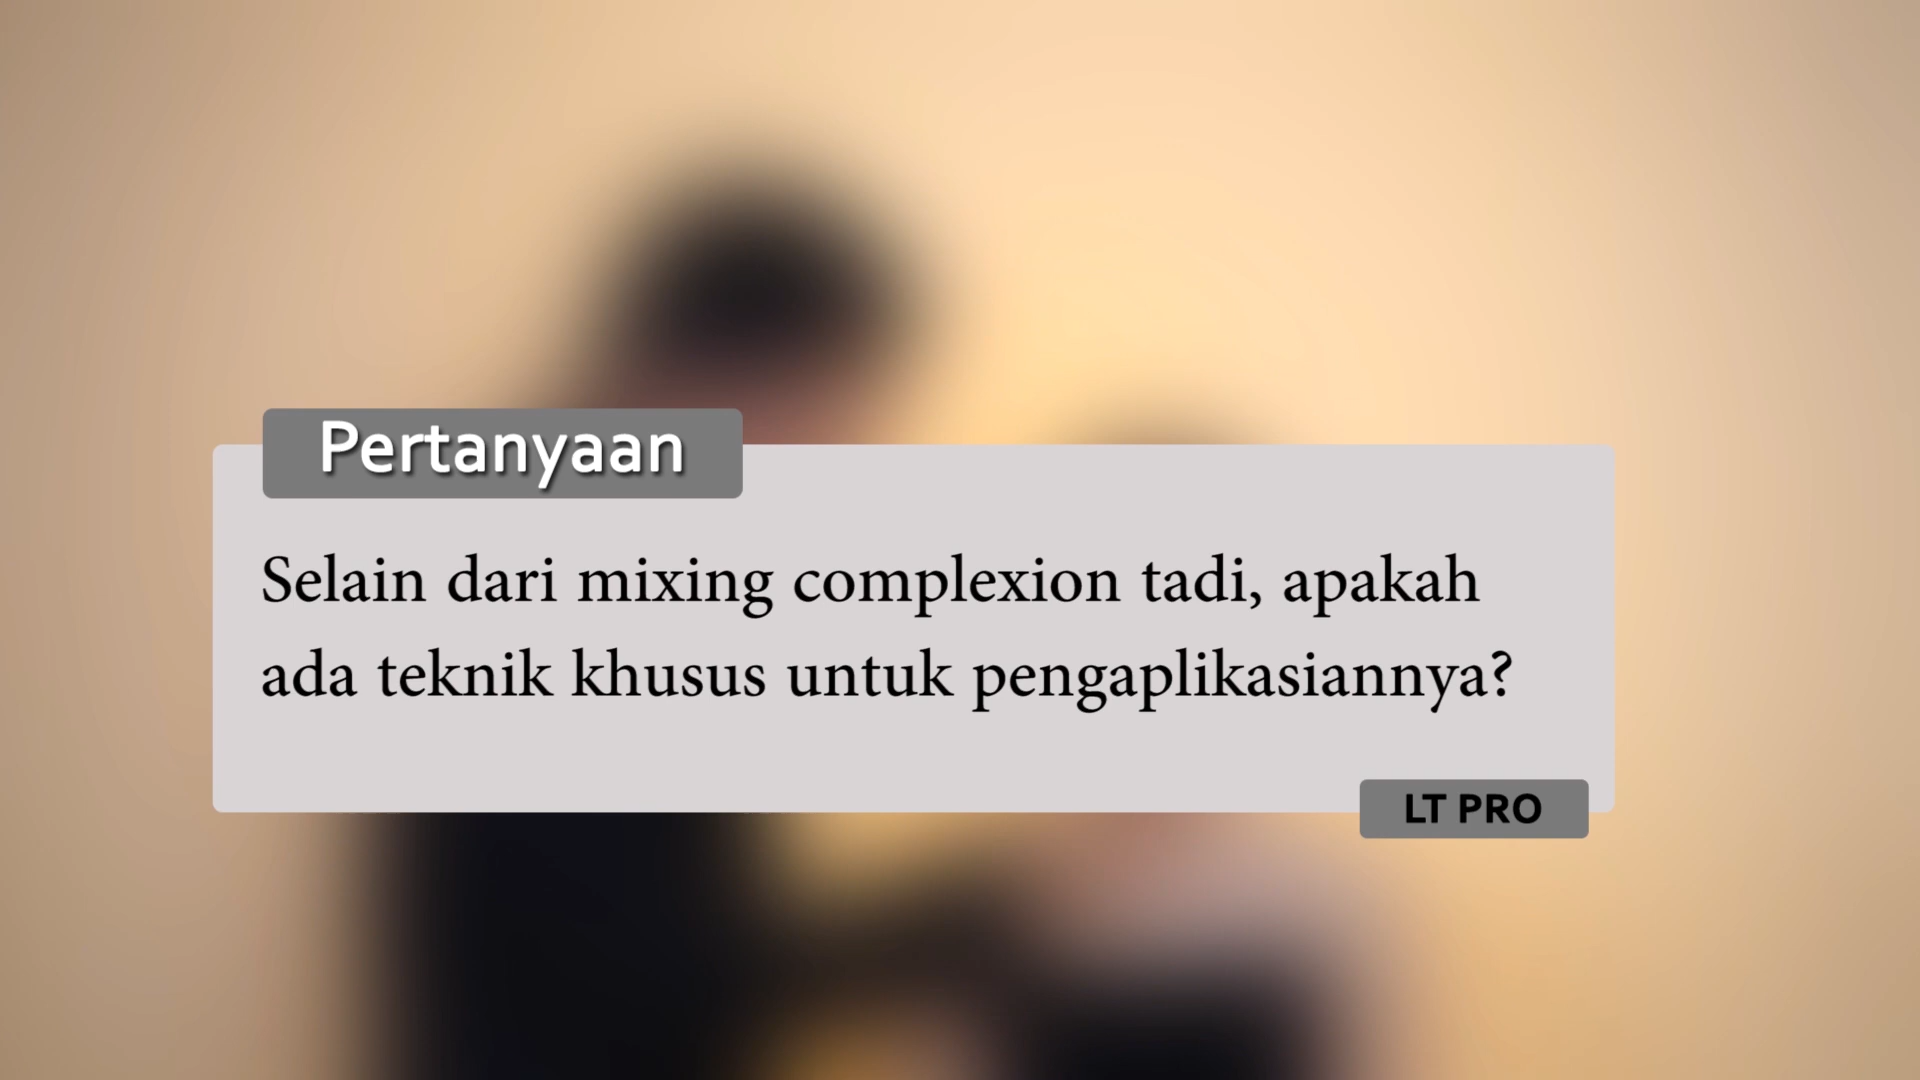 Pertanyaan
Selain dari mixing complexion tadi, apakah
ada teknik khusus untuk pengaplikasiannya?
LT PRO